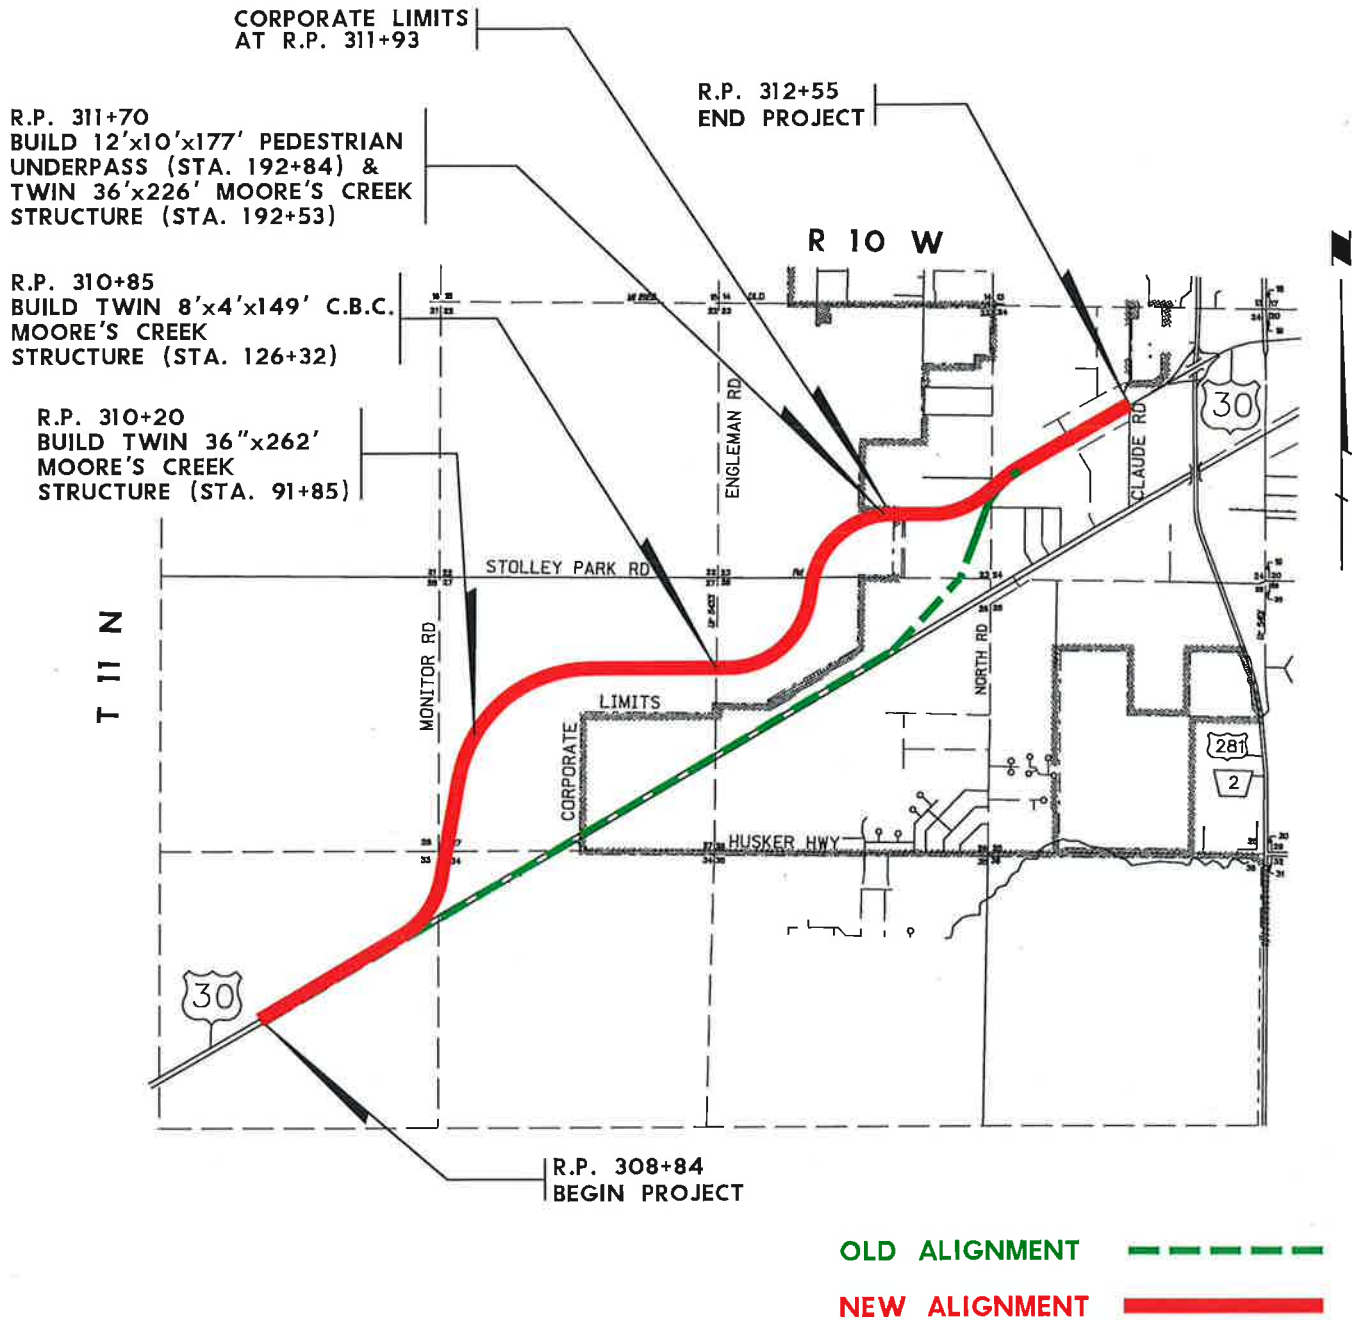 CORPORATE LIMITS
AT R.P. 311+93
R.P. 312+55
END PROJECT
R.P. 311+70
BUILD 12'x10'x177' PEDESTRIAN
UNDERPASS (STA. 192+84) &
TWIN 36'x226' MOORE'S CREEK
STRUCTURE (STA. 192+53)
R 10 W
R.P. 310+85
BUILD TWIN 8'x4'x149' C.B.C.
MOORE'S CREEK
STRUCTURE (STA. 126+32)
R.P. 310+20
BUILD TWIN 36"x262'
MOORE'S CREEK
STRUCTURE (STA. 91+85)
OLD
ENGLEMAN RD
30
CLAUDE RD
STOLLEY PARK RD
T 11 N
MONITOR RD
NORTH RD
LIMITS
CORPORATE
281
2
HUSKER HWY
30
R.P. 308+84
BEGIN PROJECT
OLD ALIGNMENT
NEW ALIGNMENT